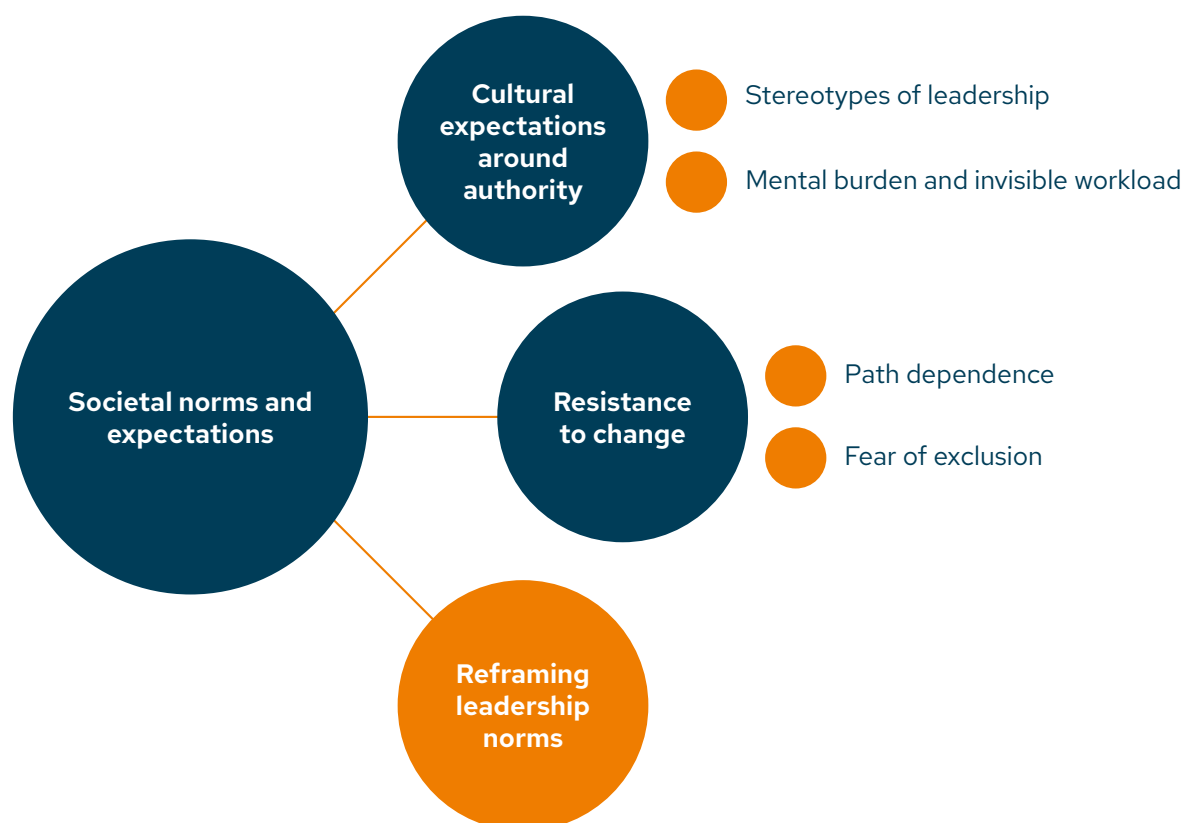 Cultural
expectations
around
authority
Stereotypes of leadership
Mental burden and invisible workload
Societal norms and
expectations
Resistance
to change
Path dependence
Fear of exclusion
Reframing
leadership
norms